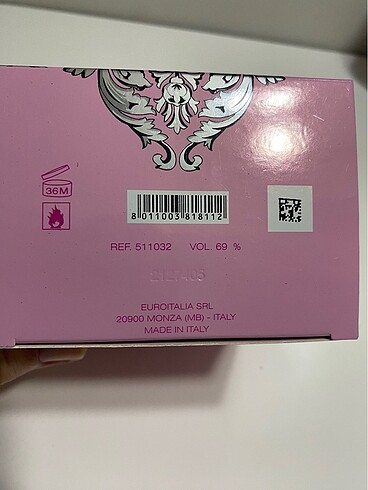 36M
8 011003 818112
REF. 511032 VOL. 69 %
EUROITALIA SRL
20900 MONZA (MB) - ITALY
MADE IN ITALY